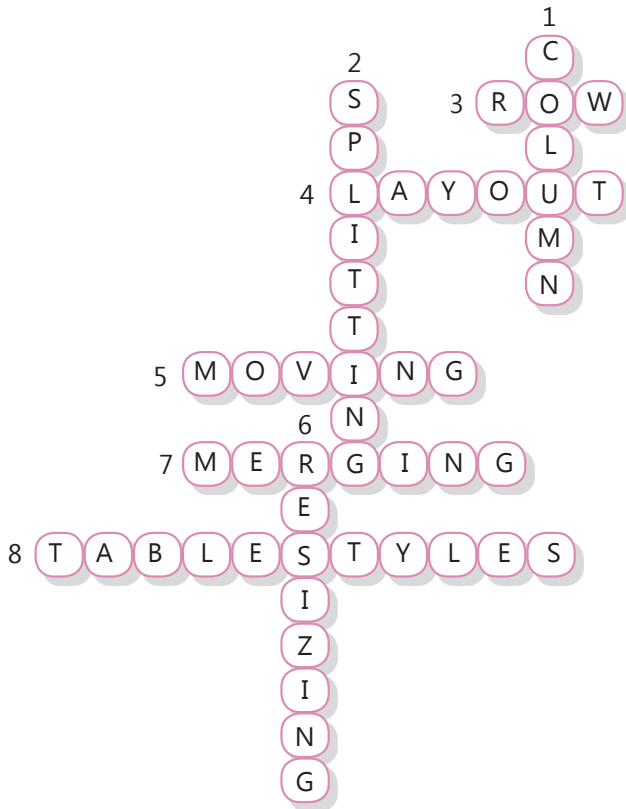 1
C
2
S
3 R O W
P
L
4 L A Y O U T
I
M
T
N
T
5 M O V I N G
6
N
7 M E R G I N G
E
8 T A B L E S T Y L E S
I
Z
I
N
G